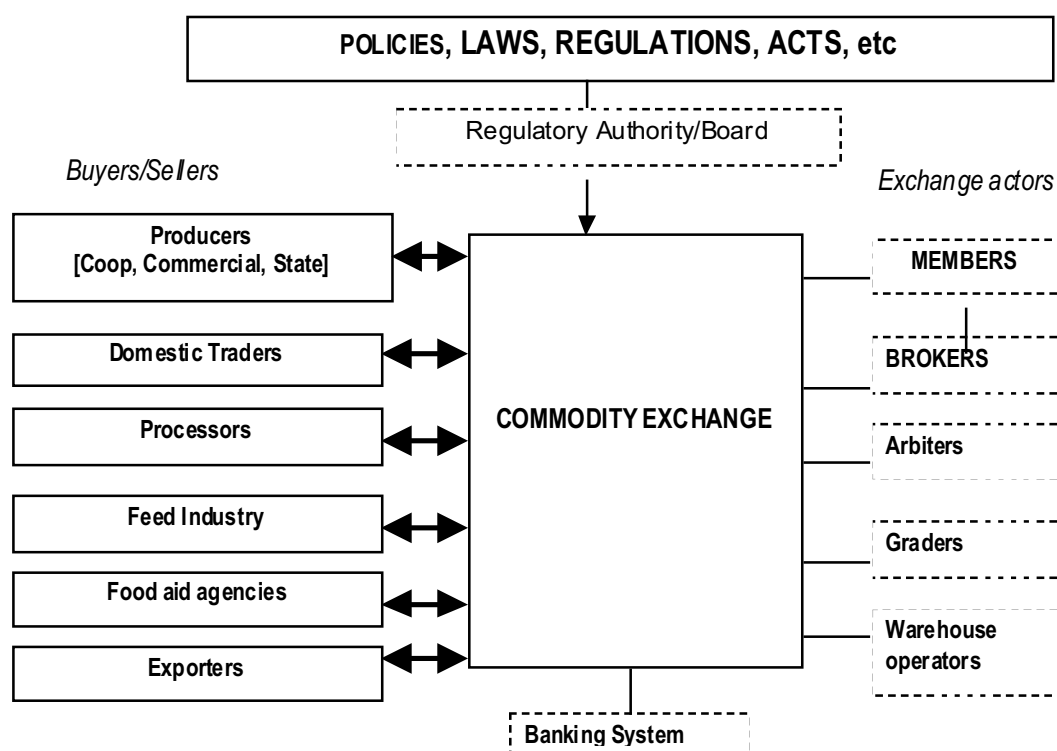 POLICIES, LAWS, REGULATIONS, ACTS, etc
Regulatory Authority/Board
Buyers/Sellers
Exchange actors
Producers
[Coop, Commercial, State]
Domestic Traders
Processors
Feed Industry
Food aid agencies
Exporters
COMMODITY EXCHANGE
MEMBERS
BROKERS
Arbiters
Graders
Warehouse
operators
Banking System